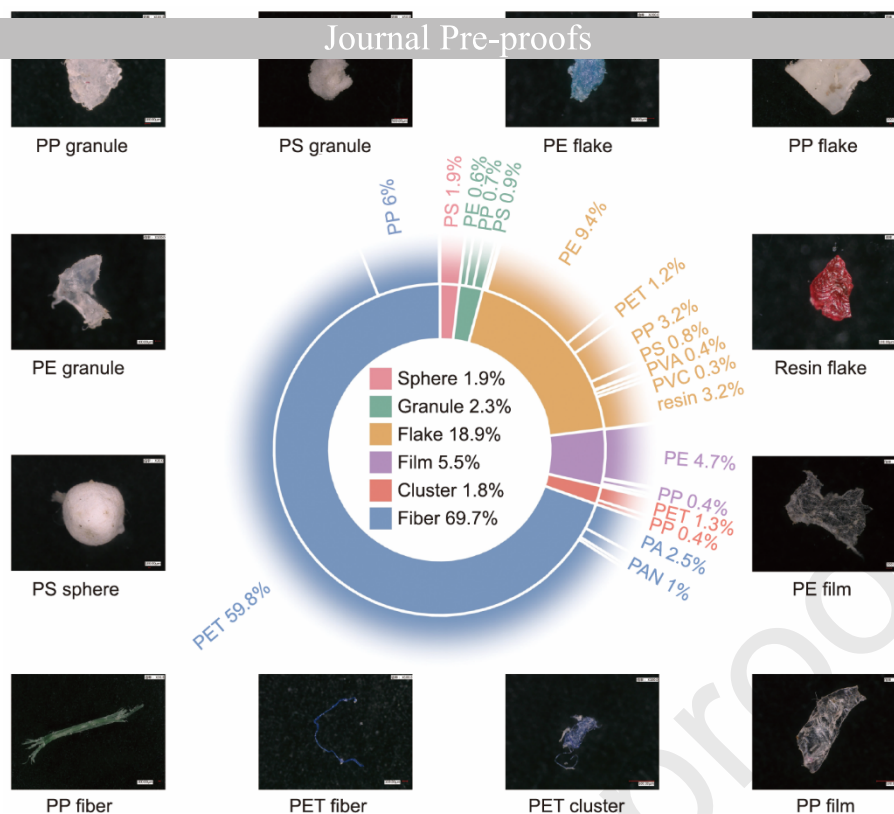 Journal Pre-proofs
PP granule
PS granule
PE flake
PP flake
PP 6%
PS 1.9%
PE 0.6%
PP 0.7%
PS 0.9%
PE 9.4%
PET 1.2%
PP 3.2%
PS 0.8%
PVA 0.4%
PVC 0.3%
resin 3.2%
PE granule
Resin flake
Sphere 1.9%
Granule 2.3%
Flake 18.9%
Film 5.5%
Cluster 1.8%
Fiber 69.7%
PE 4.7%
PP 0.4%
PET 1.3%
PP 0.4%
PA 2.5%
PAN 1%
PET 59.8%
PS sphere
PE film
PP fiber
PET fiber
PET cluster
PP film
proo